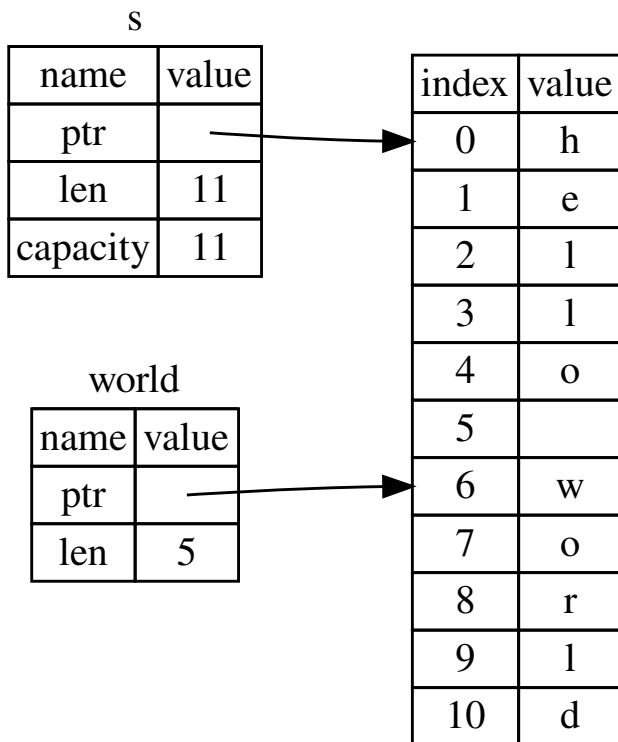 s
name value
ptr
len 11
capacity 11
world
name value
ptr
len 5
index value
0 h
1 e
2 l
3 l
4 o
5
6 w
7 o
8 r
9 l
10 d